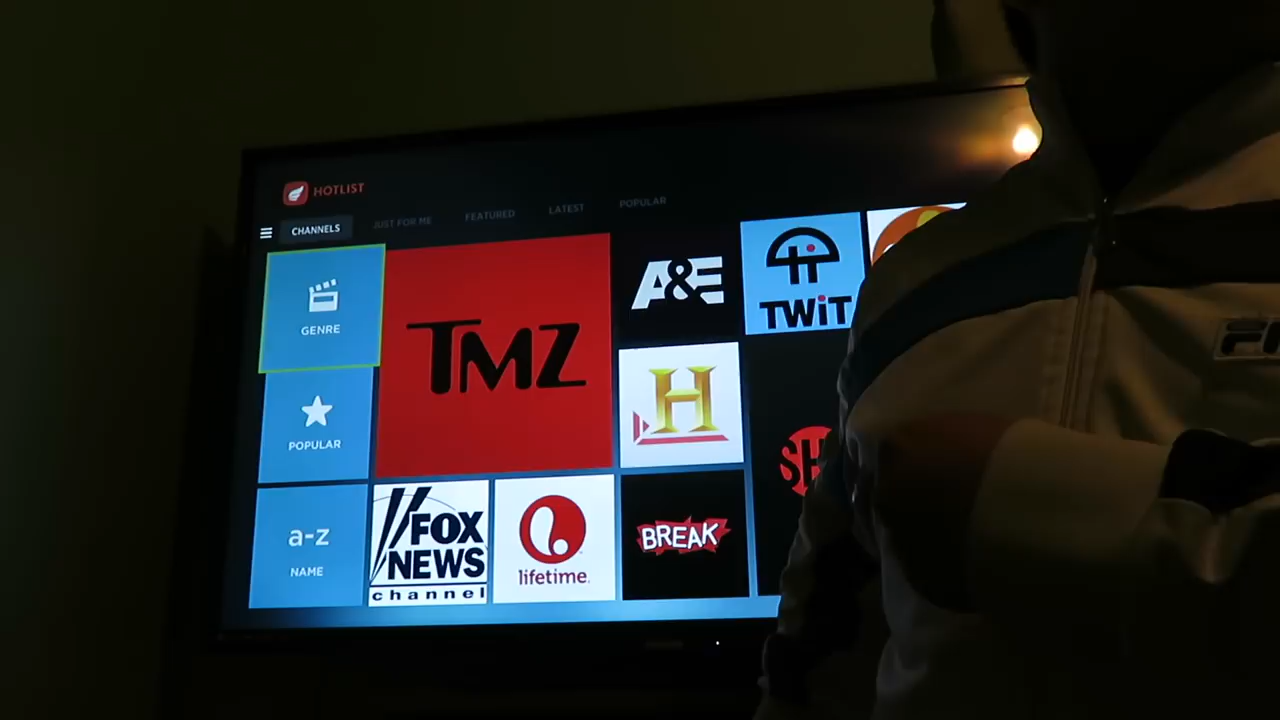 HOTLIST
CHANNELS
JUST FOR ME
FEATURED
LATEST
POPULAR
GENRE
TMZ
A&E
TWiT
POPULAR
H
a-z
NAME
FOX
NEWS
channel
lifetime
BREAK